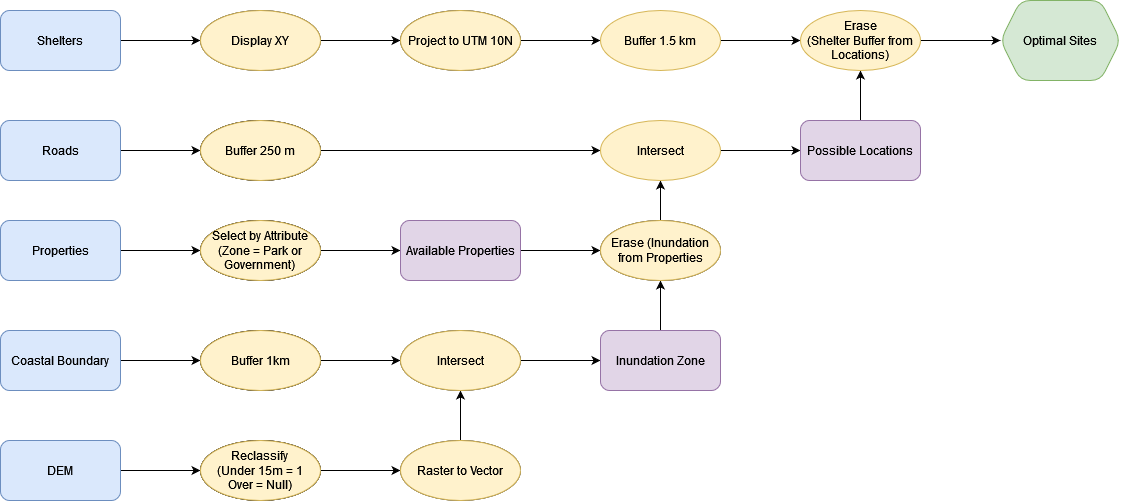 Shelters
Display XY
Project to UTM 10N
Buffer 1.5 km
Erase
(Shelter Buffer from
Locations)
Optimal Sites
Roads
Buffer 250 m
Intersect
Possible Locations
Properties
Select by Attribute
(Zone = Park or
Government)
Available Properties
Erase (Inundation
from Properties
Coastal Boundary
Buffer 1km
Intersect
Inundation Zone
DEM
Reclassify
(Under 15m = 1
Over = Null)
Raster to Vector